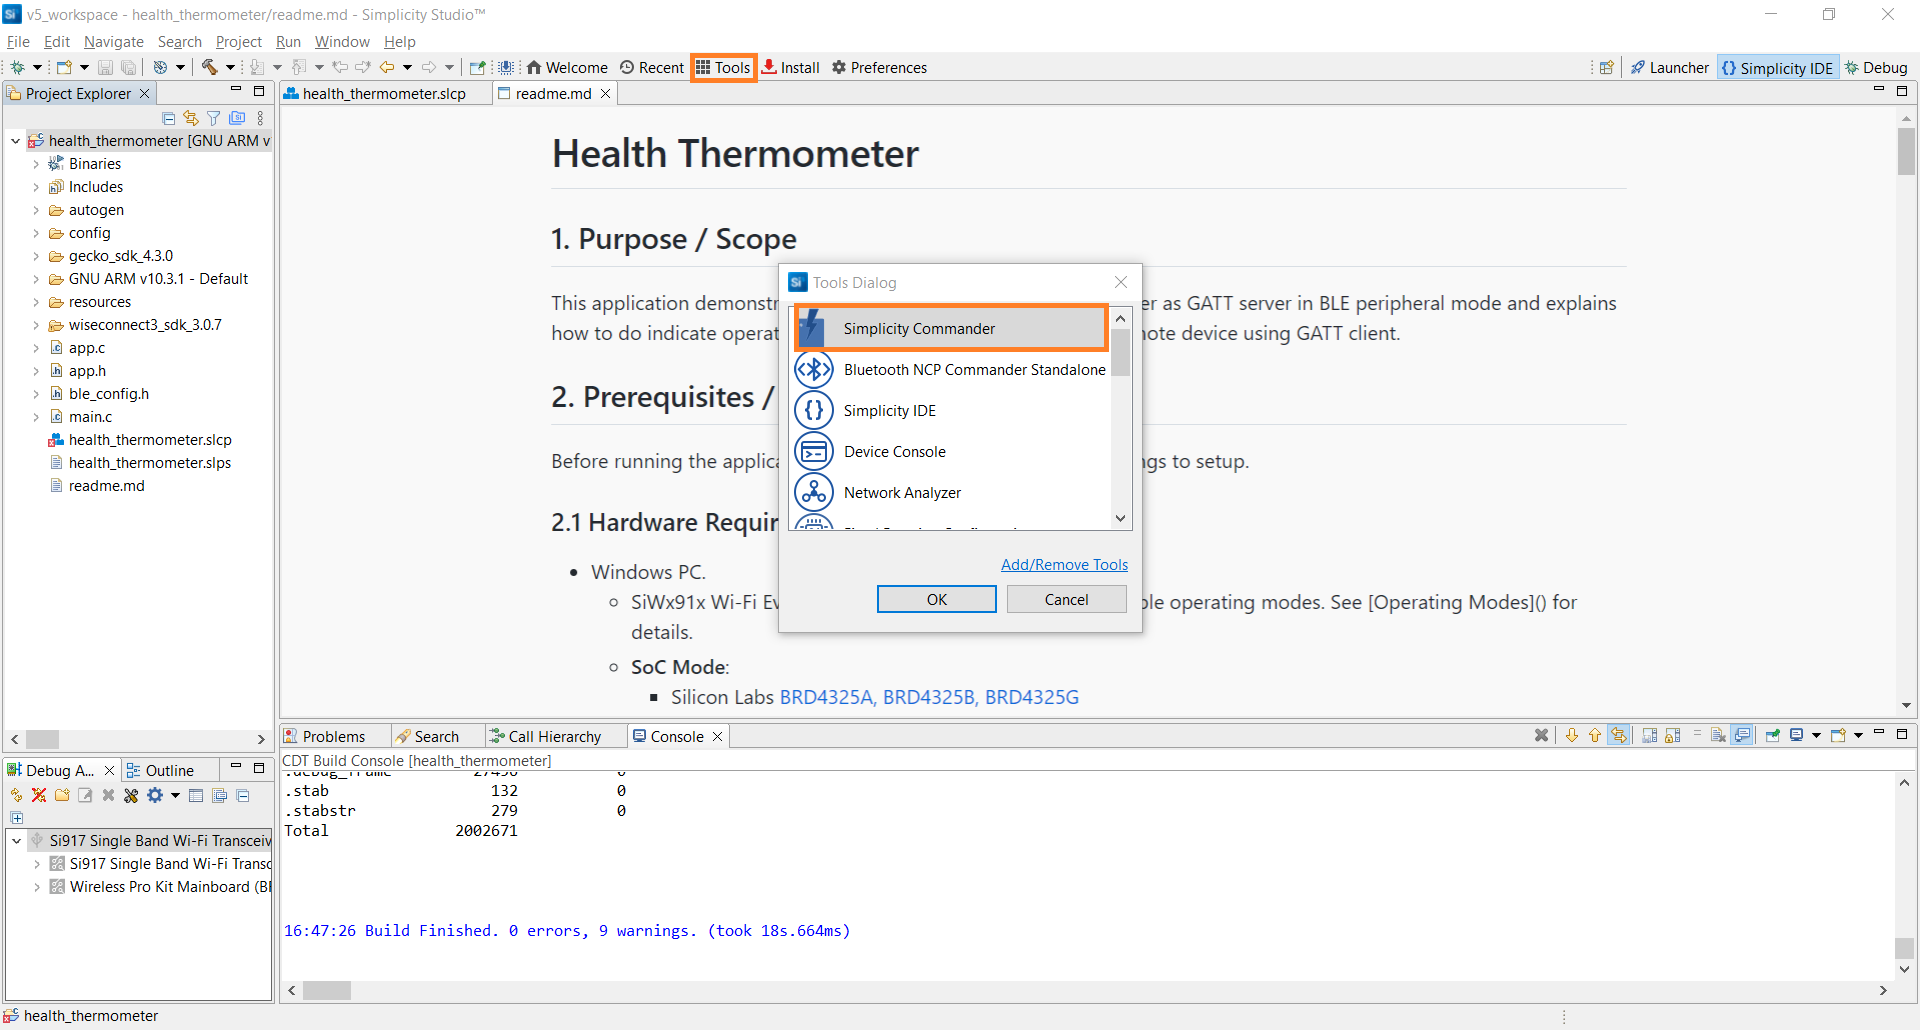 v5_workspace - health_thermometer/readme.md - Simplicity Studio™
File Edit Navigate Search Project Run Window Help
Welcome Recent Tools Install Preferences Launcher Simplicity IDE Debug
Project Explorer
health_thermometer [GNU ARM v
Binaries
Includes
autogen
config
gecko_sdk_4.3.0
GNU ARM v10.3.1 - Default
resources
wiseconnect3_sdk_3.0.7
app.c
app.h
ble_config.h
main.c
health_thermometer.slcp
health_thermometer.slps
readme.md
health_thermometer.slcp readme.md
Health Thermometer
1. Purpose / Scope
This application demonstr er as GATT server in BLE peripheral mode and explains
how to do indicate operat note device using GATT client.
2. Prerequisites /
Before running the applica ngs to setup.
2.1 Hardware Requir
Windows PC.
SiWx91x Wi-Fi Ev ple operating modes. See [Operating Modes]() for
details.
SoC Mode:
Silicon Labs BRD4325A, BRD4325B, BRD4325G
Tools Dialog
Simplicity Commander
Bluetooth NCP Commander Standalone
Simplicity IDE
Device Console
Network Analyzer
Add/Remove Tools
OK Cancel
Debug A... Outline
Si917 Single Band Wi-Fi Transceiv
Si917 Single Band Wi-Fi Transc
Wireless Pro Kit Mainboard (BR
Problems Search Call Hierarchy Console
CDT Build Console [health_thermometer]
.debug_frame 27496 0
.stab 132 0
.stabstr 279 0
Total 2002671
16:47:26 Build Finished. 0 errors, 9 warnings. (took 18s.664ms)
health_thermometer